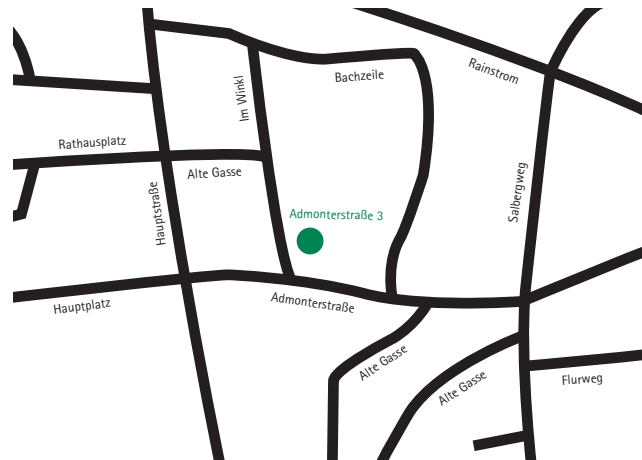 Rainstrom
Bachzeile
Im Winkl
Rathausplatz
Alte Gasse
Salbergweg
Hauptstraße
Admonterstraße 3
Hauptplatz
Admonterstraße
Alte Gasse
Alte Gasse
Flurweg